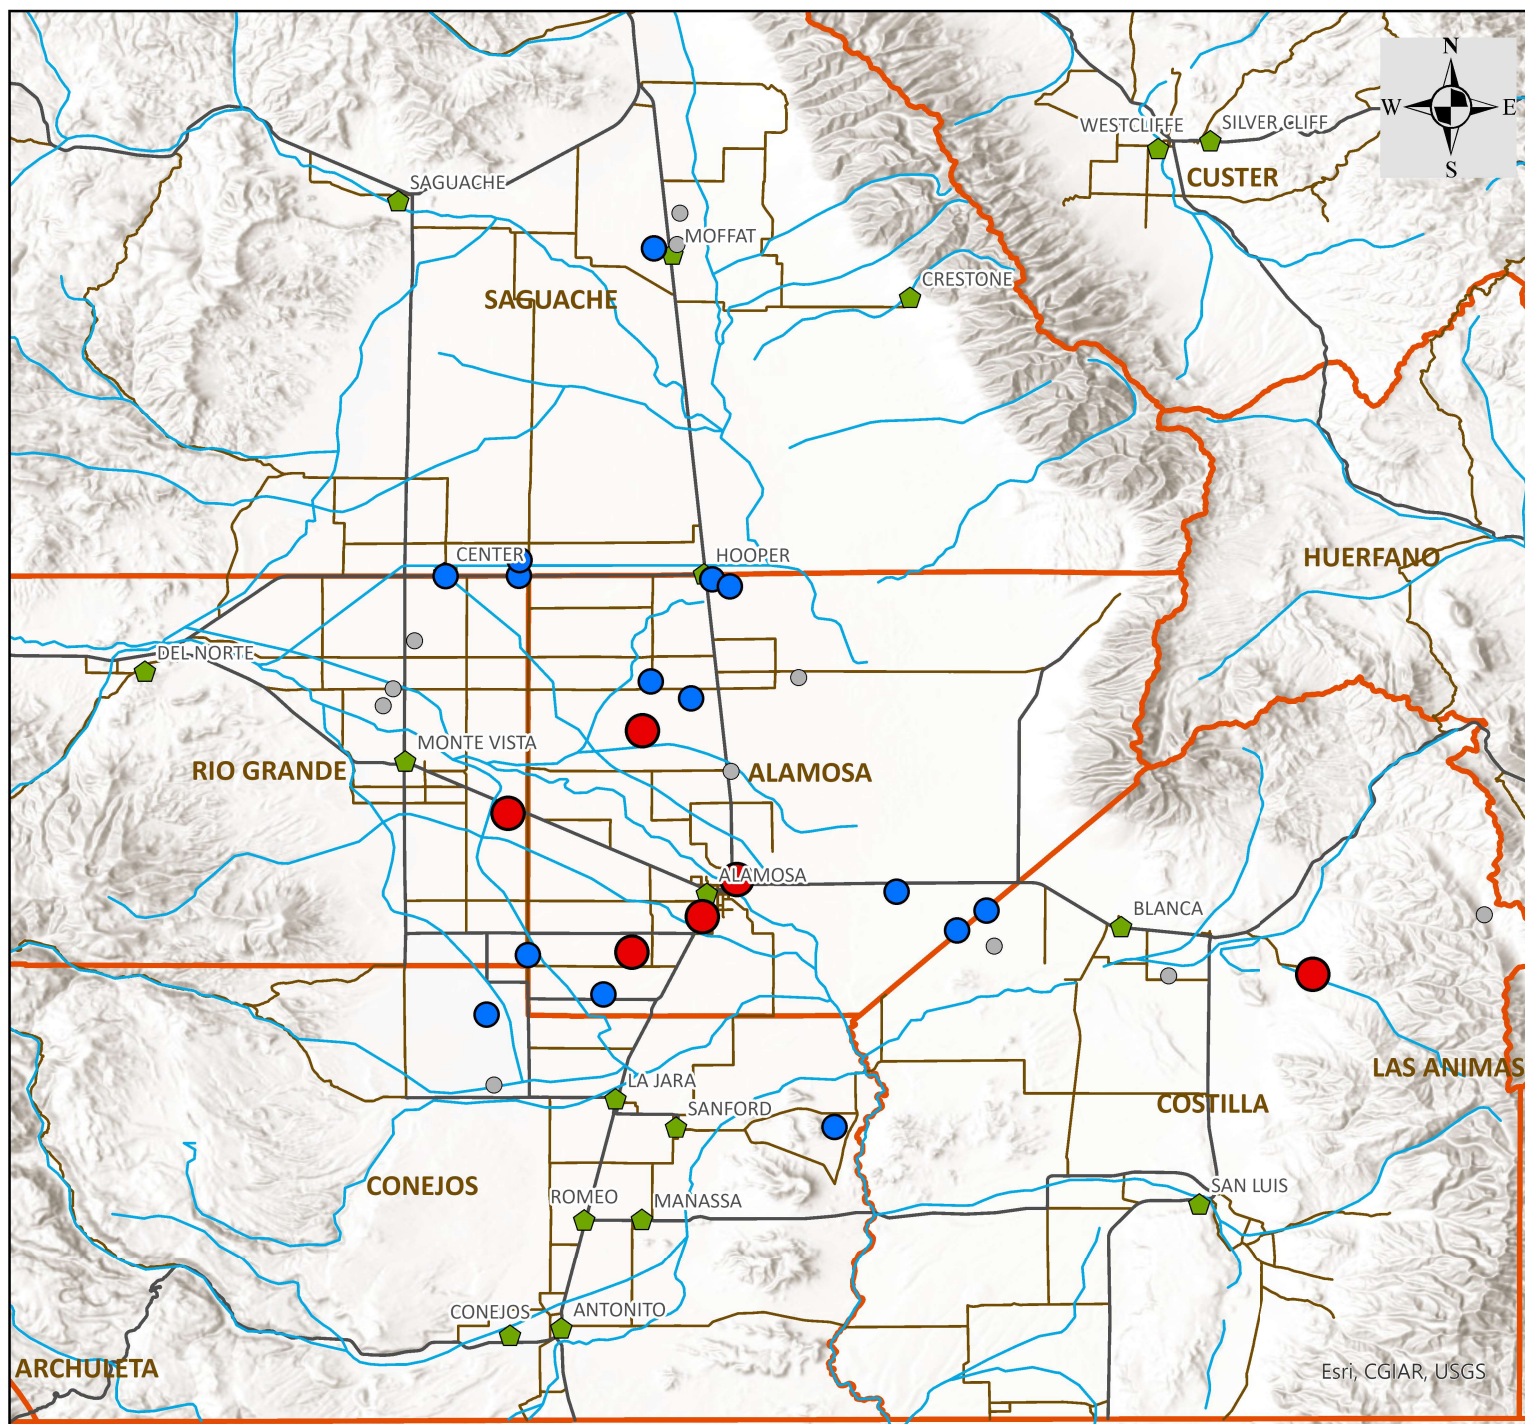 N
W
E
S
WESTCLIFFE
SILVER CLIFF
CUSTER
SAGUACHE
MOFFAT
CRESTONE
SAGUACHE
CENTER
HOOPER
HUERFANO
DEL NORTE
MONTE VISTA
RIO GRANDE
ALAMOSA
ALAMOSA
BLANCA
LAS ANIMAS
LA JARA
SANFORD
COSTILLA
CONEJOS
ROMEO
MANASSA
SAN LUIS
CONEJOS
ANTONITO
ARCHULETA
Esri, CGIAR, USGS